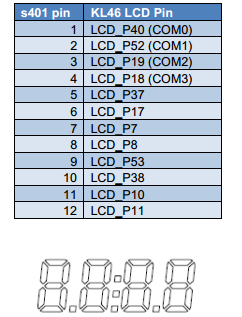 s401 pin KL46 LCD Pin
1 LCD_P40 (COM0)
2 LCD_P52 (COM1)
3 LCD_P19 (COM2)
4 LCD_P18 (COM3)
5 LCD_P37
6 LCD_P17
7 LCD_P7
8 LCD_P8
9 LCD_P53
10 LCD_P38
11 LCD_P10
12 LCD_P11
8.8:8.8